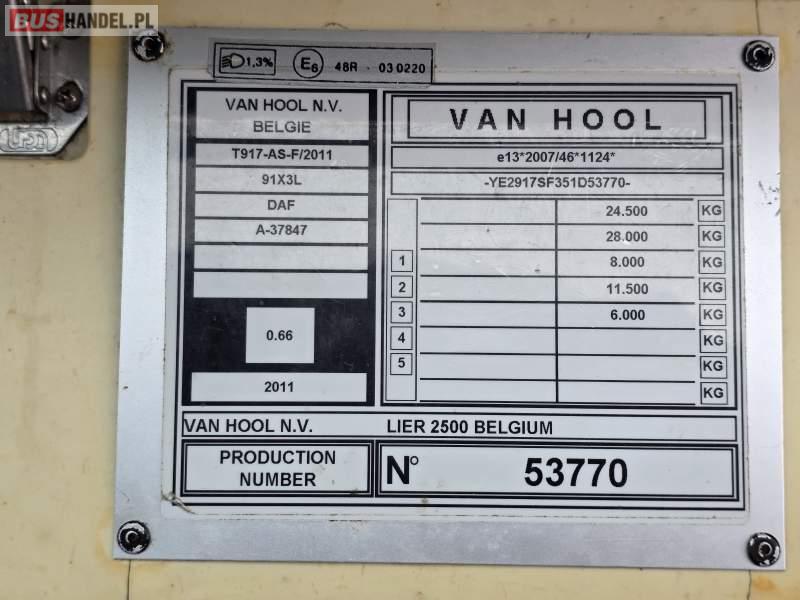 BUSHANDEL.PL
1,3% E6 48R - 03 0220
VAN HOOL N.V.
BELGIE
T917-AS-F/2011
91X3L
DAF
A-37847
0.66
2011
VAN HOOL
e13*2007/46*1124*
-YE2917SF351D53770-
24.500 KG
28.000 KG
1 8.000 KG
2 11.500 KG
3 6.000 KG
4 KG
5 KG
KG
VAN HOOL N.V. LIER 2500 BELGIUM
PRODUCTION
NUMBER
N° 53770